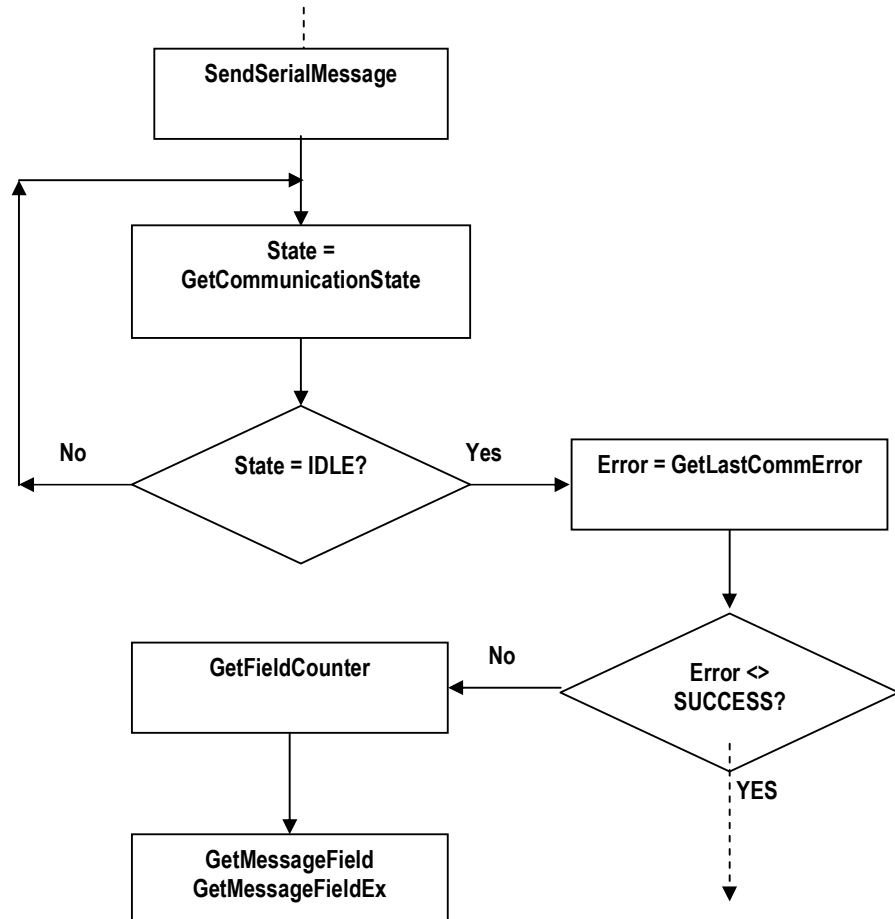 SendSerialMessage
State =
GetCommunicationState
No
State = IDLE?
Yes
Error = GetLastCommError
GetFieldCounter
No
Error <>
SUCCESS?
YES
GetMessageField
GetMessageFieldEx